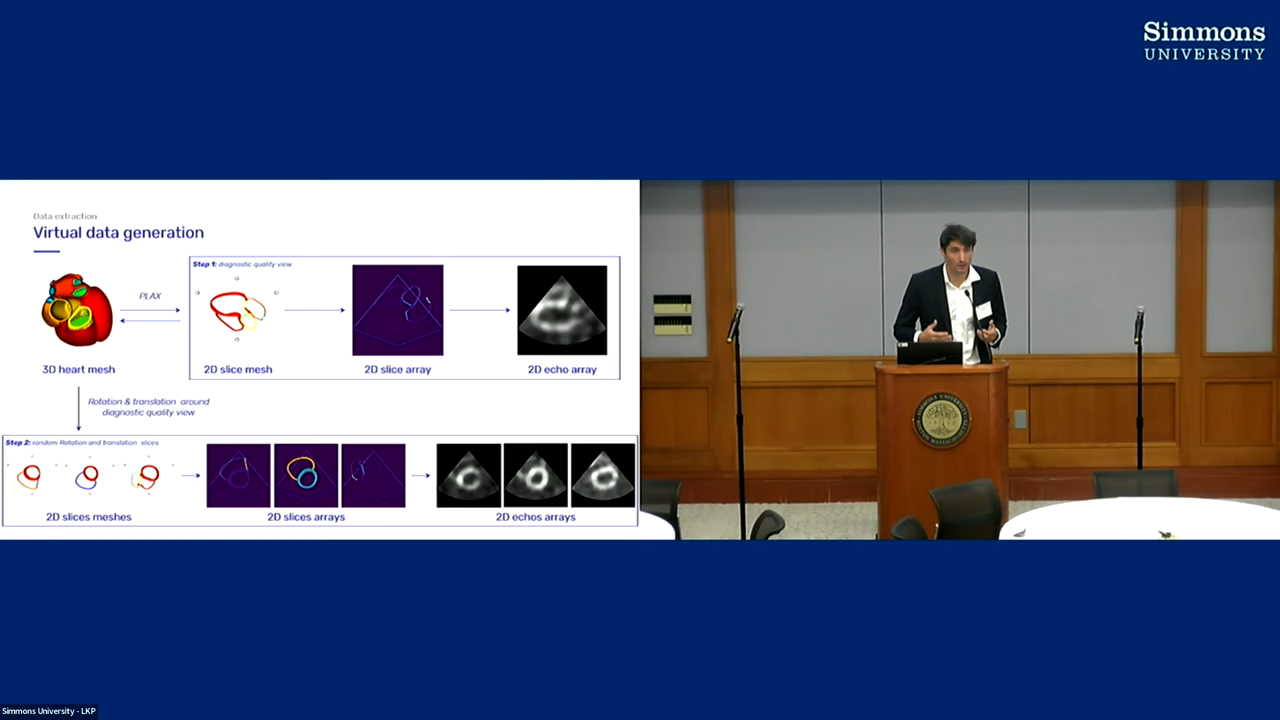 Simmons
UNIVERSITY
Data extraction
Virtual data generation
Step 1: diagnostic quality view
PLAX
3D heart mesh
2D slice mesh
2D slice array
2D echo array
Rotation & translation around
diagnostic quality view
Step 2: random Rotation and translation slices
2D slices meshes
2D slices arrays
2D echos arrays
Simmons University - LKP